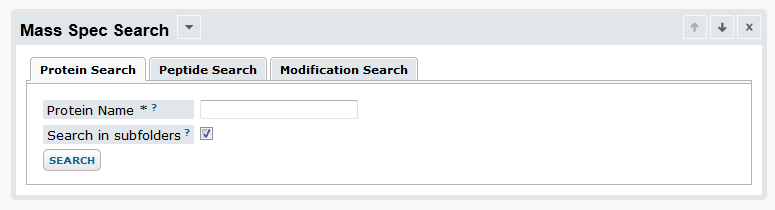 Mass Spec Search
Protein Search Peptide Search Modification Search
Protein Name * ?
Search in subfolders ?
SEARCH